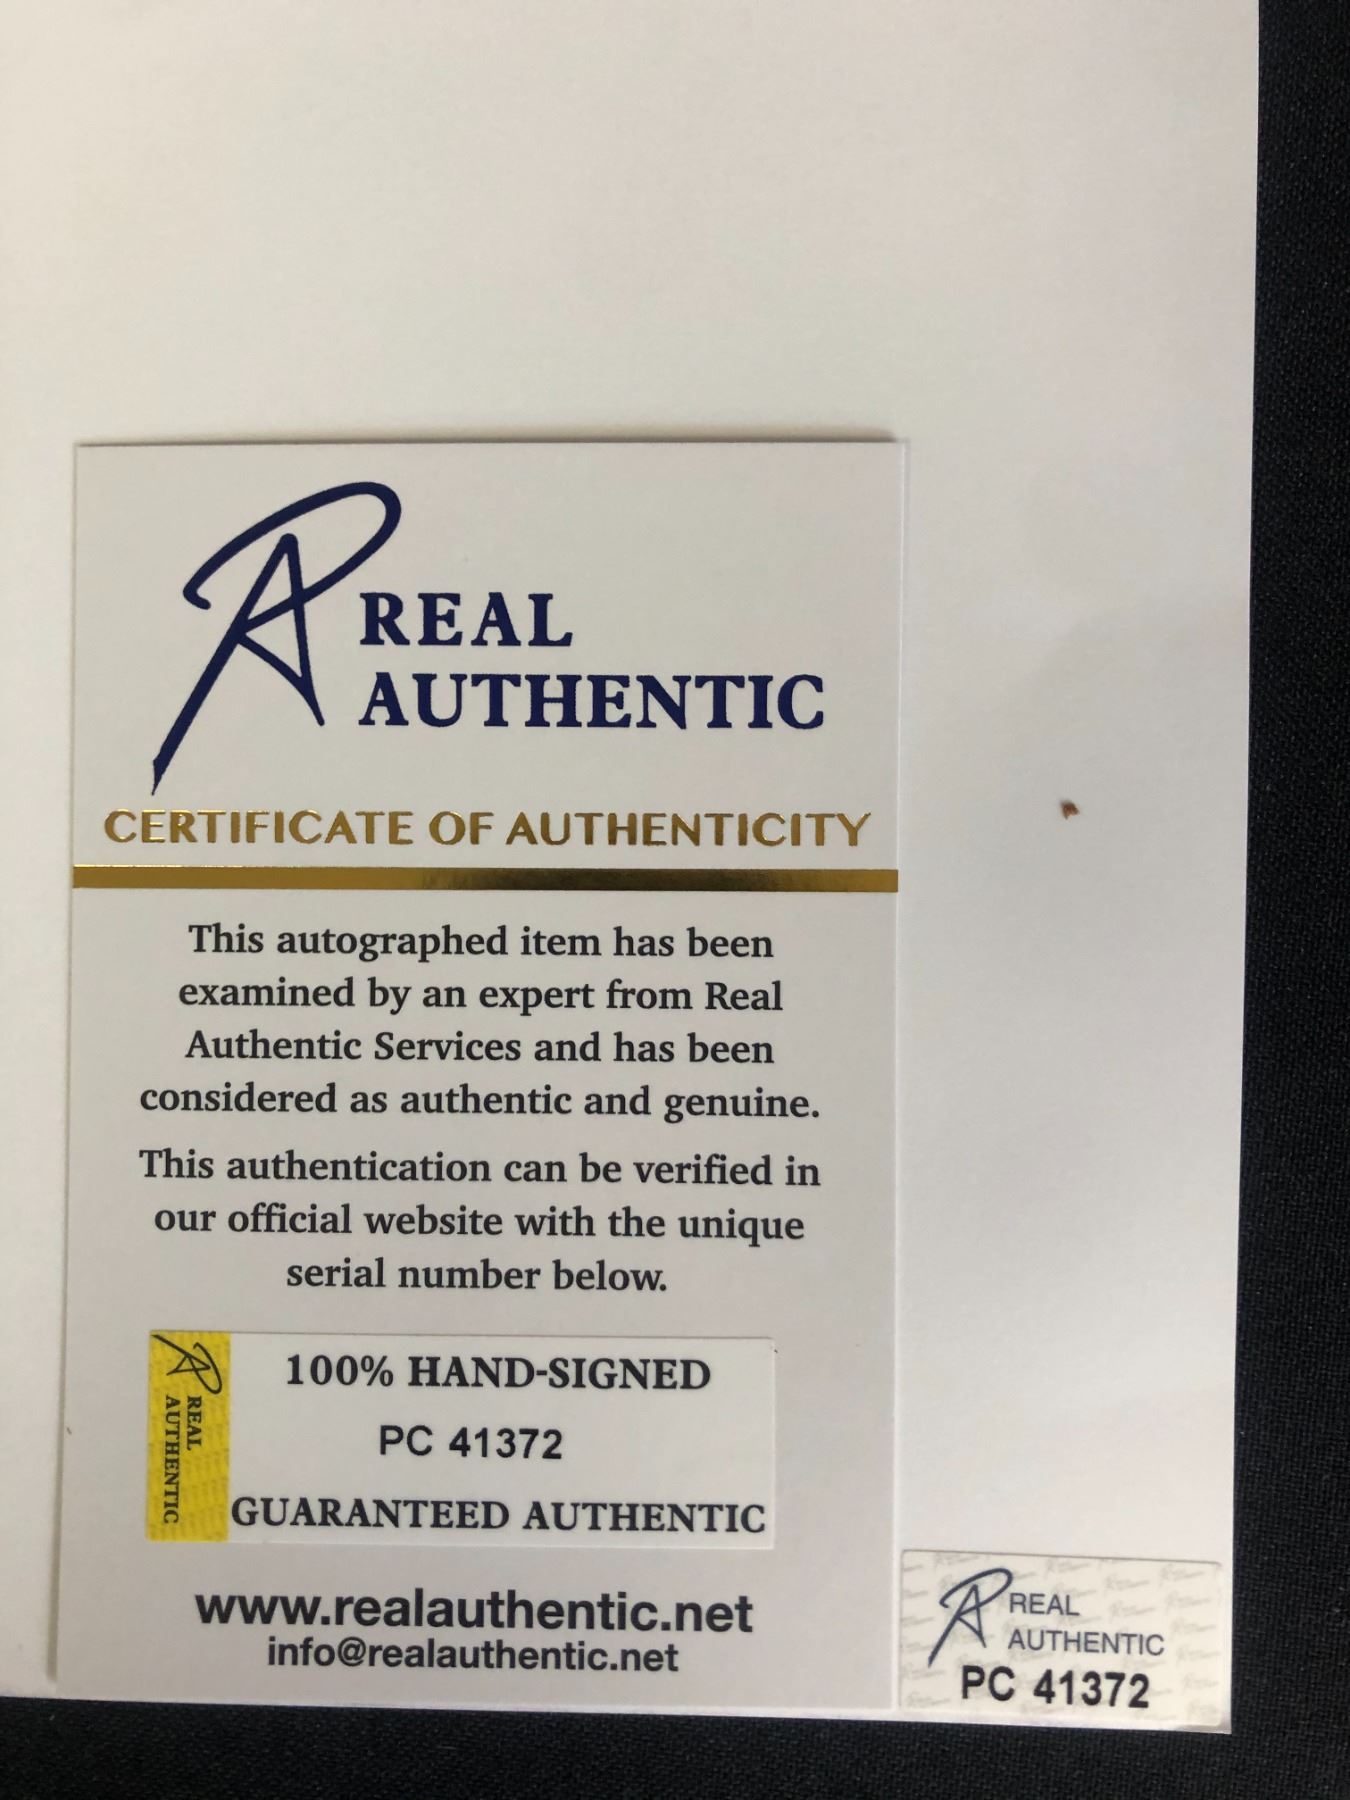 REAL
AUTHENTIC
CERTIFICATE OF AUTHENTICITY
This autographed item has been
examined by an expert from Real
Authentic Services and has been
considered as authentic and genuine.
This authentication can be verified in
our official website with the unique
serial number below.
REAL
AUTHENTIC
100% HAND-SIGNED
PC 41372
GUARANTEED AUTHENTIC
www.realauthentic.net
info@realauthentic.net
REAL
AUTHENTIC
PC 41372